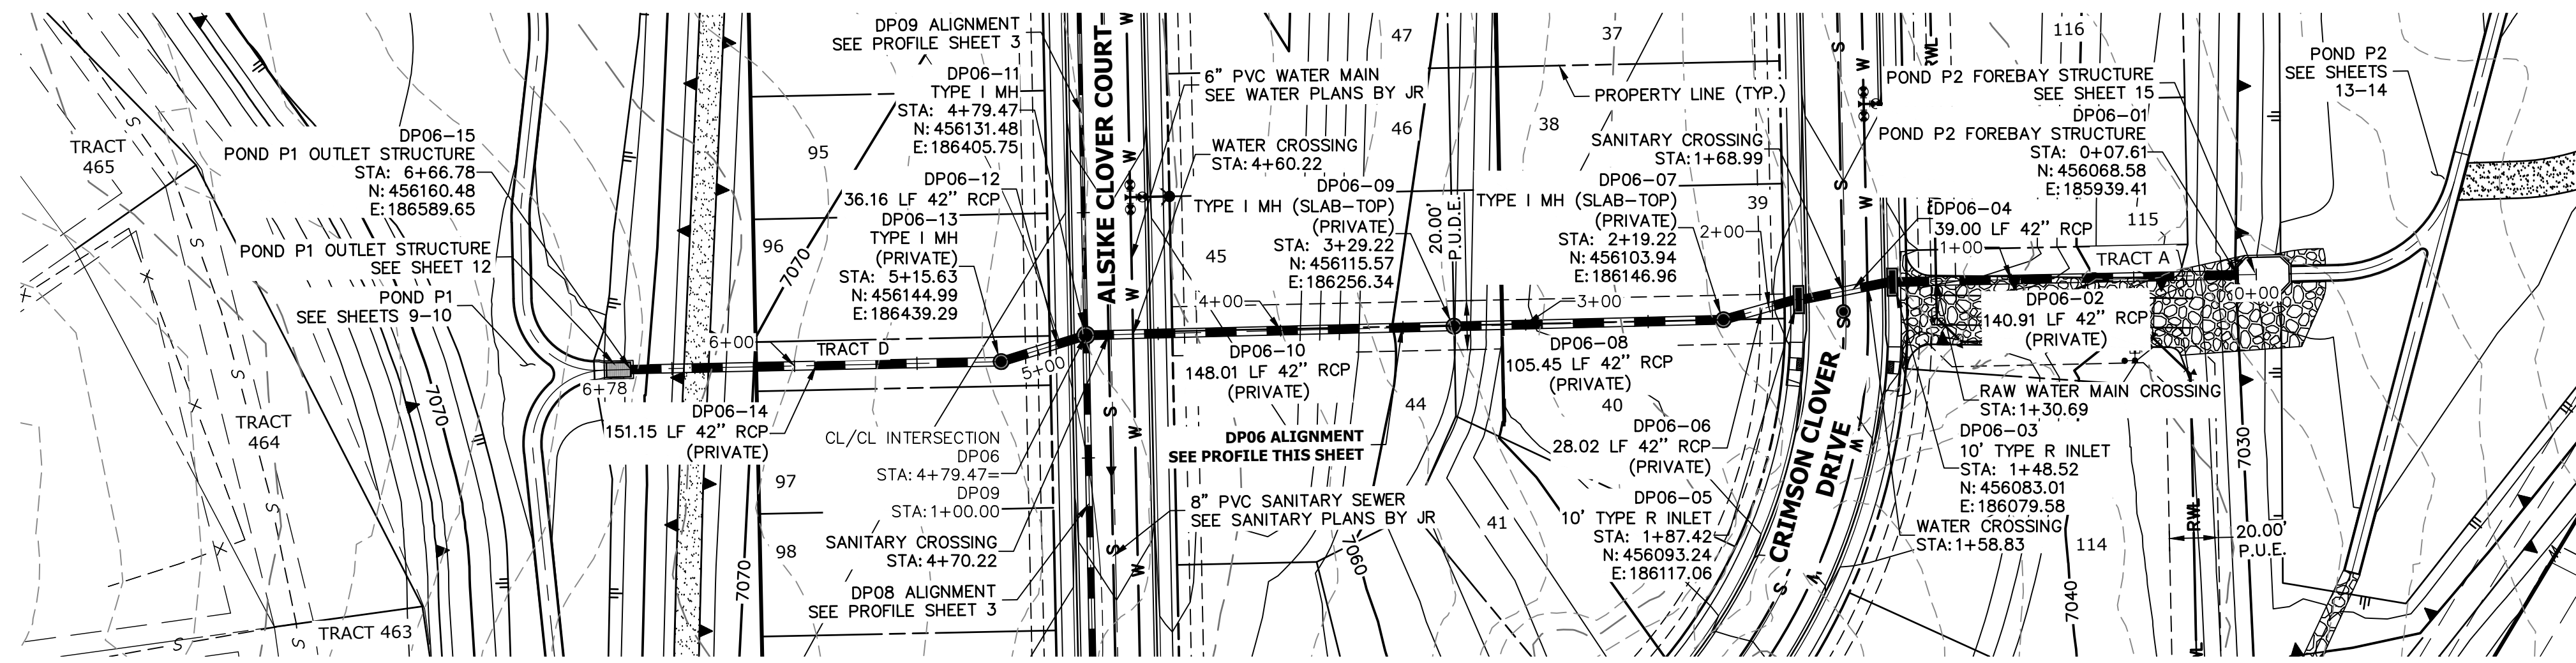 TRACT
465
DP06-15
POND P1 OUTLET STRUCTURE
STA: 6+66.78
N: 456160.48
E: 186589.65
POND P1 OUTLET STRUCTURE
SEE SHEET 12
POND P1
SEE SHEETS 9-10
TRACT
464
TRACT 463
7070
6+78
DP06-14
151.15 LF 42" RCP
(PRIVATE)
6+00
TRACT D
5+00
95
96
97
98
7070
7070
DP09 ALIGNMENT
SEE PROFILE SHEET 3
DP06-11
TYPE I MH
STA: 4+79.47
N: 456131.48
E: 186405.75
DP06-12
36.16 LF 42" RCP
DP06-13
TYPE I MH
(PRIVATE)
STA: 5+15.63
N: 456144.99
E: 186439.29
CL/CL INTERSECTION
DP06
STA: 4+79.47=
DP09
STA: 1+00.00
SANITARY CROSSING
STA: 4+70.22
DP08 ALIGNMENT
SEE PROFILE SHEET 3
ALSIKE CLOVER COURT
6" PVC WATER MAIN
SEE WATER PLANS BY JR
WATER CROSSING
STA: 4+60.22
DP06-09
TYPE I MH (SLAB-TOP)
(PRIVATE)
STA: 3+29.22
N: 456115.57
E: 186256.34
45
4+00
DP06-10
148.01 LF 42" RCP
(PRIVATE)
DP06 ALIGNMENT
SEE PROFILE THIS SHEET
8" PVC SANITARY SEWER
SEE SANITARY PLANS BY JR
47
46
44
41
7060
20.00'
P.U.D.E.
37
PROPERTY LINE (TYP.)
38
SANITARY CROSSING
STA: 1+68.99
DP06-07
TYPE I MH (SLAB-TOP)
(PRIVATE)
STA: 2+19.22
N: 456103.94
E: 186146.96
39
2+00
3+00
DP06-08
105.45 LF 42" RCP
(PRIVATE)
40
DP06-06
28.02 LF 42" RCP
(PRIVATE)
DP06-05
10' TYPE R INLET
STA: 1+87.42
N: 456093.24
E: 186117.06
CRIMSON CLOVER
DRIVE
116
POND P2 FOREBAY STRUCTURE
SEE SHEET 15
DP06-01
POND P2 FOREBAY STRUCTURE
STA: 0+07.61
N: 456068.58
E: 185939.41
DP06-04
39.00 LF 42" RCP
1+00
115
TRACT A
0+00
DP06-02
140.91 LF 42" RCP
(PRIVATE)
RAW WATER MAIN CROSSING
STA: 1+30.69
DP06-03
10' TYPE R INLET
STA: 1+48.52
N: 456083.01
E: 186079.58
WATER CROSSING
STA: 1+58.83
114
7040
7030
RWL
20.00'
P.U.E.
POND P2
SEE SHEETS
13-14